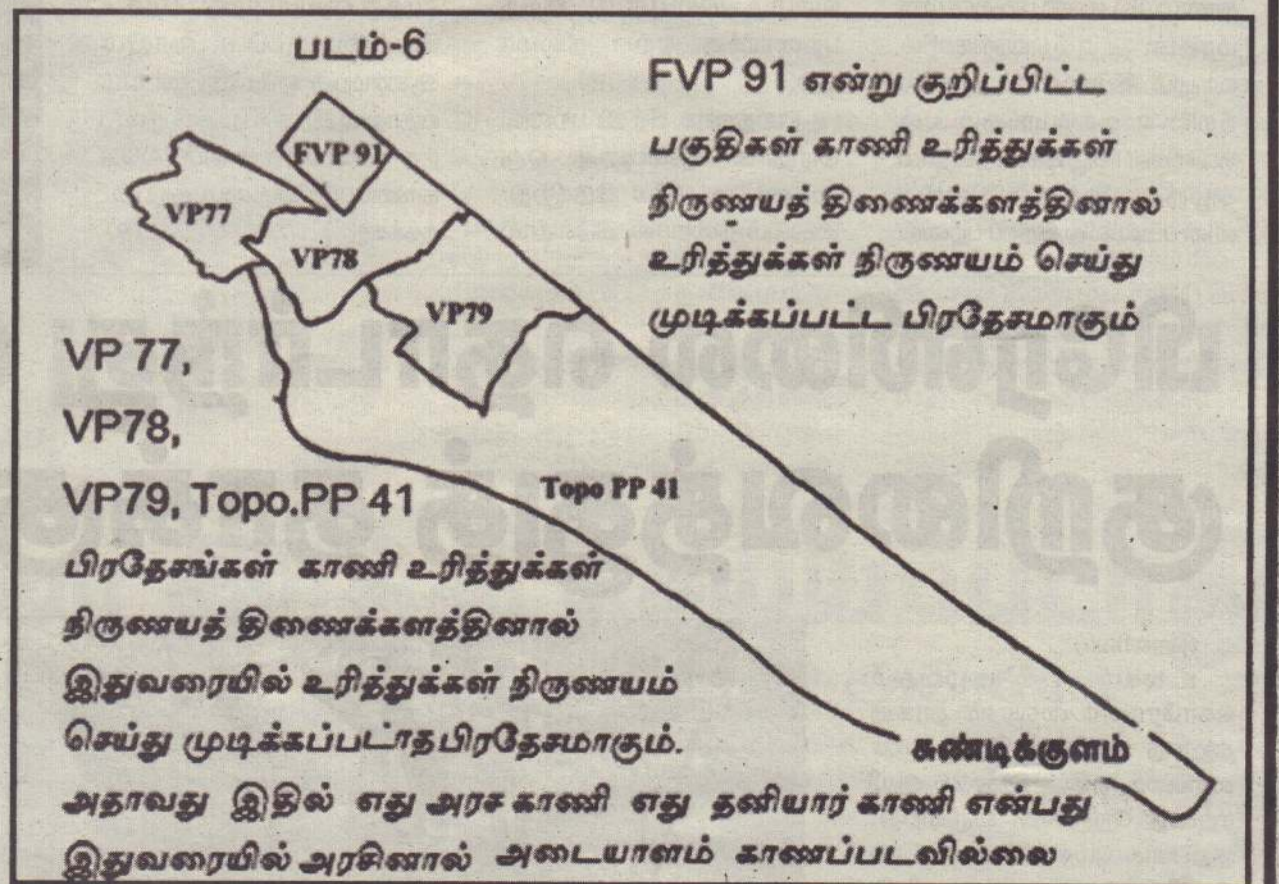 படம்-6
FVP 91 என்று குறிப்பிட்ட
பகுதிகள் காணி உரித்துக்கள்
நிருணயத் திணைக்களத்தினால்
உரித்துக்கள் நிருணயம் செய்து
முடிக்கப்பட்ட பிரதேசமாகும்
FVP 91
VP77
VP78
VP79
Topo PP 41
சுண்டிக்குளம்
VP 77,
VP78,
VP79, Topo.PP 41
பிரதேசங்கள் காணி உரித்துக்கள்
நிருணயத் திணைக்களத்தினால்
இதுவரையில் உரித்துக்கள் நிருணயம்
செய்து முடிக்கப்படாதபிரதேசமாகும்.
அதாவது இதில் எது அரச காணி எது தனியார் காணி என்பது
இதுவரையில் அரசினால் அடையாளம் காணப்படவில்லை